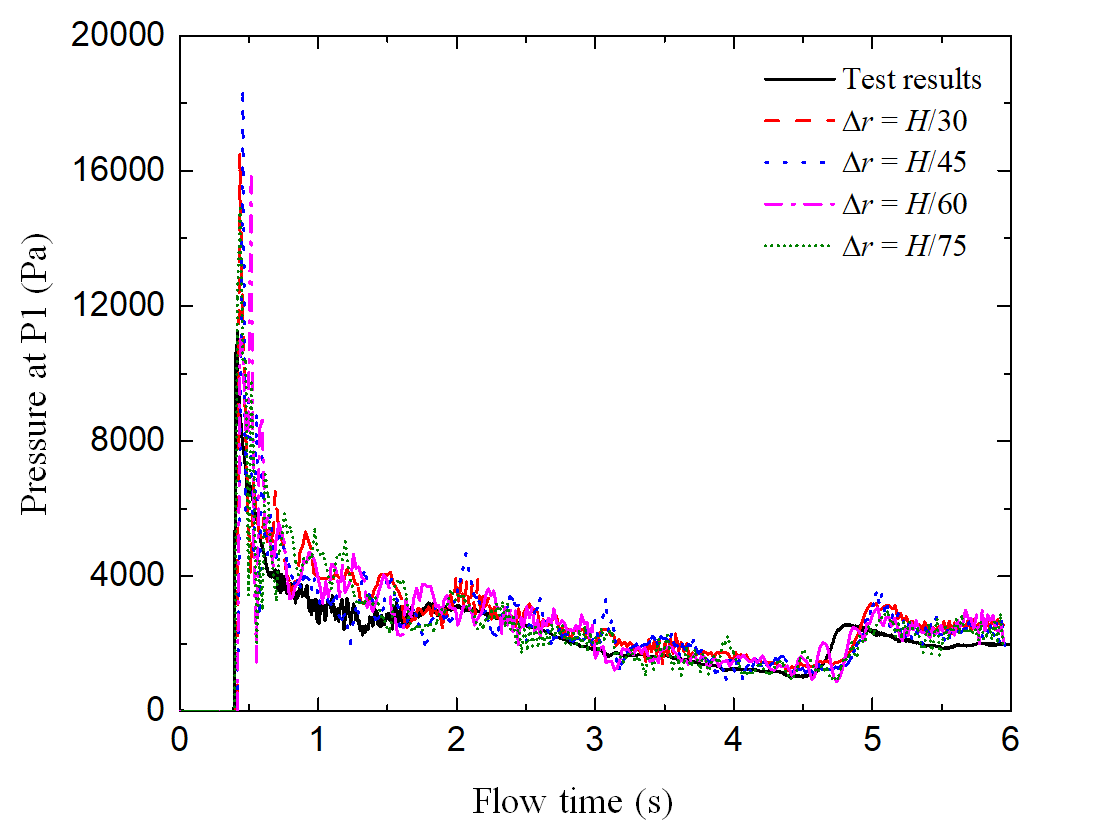 20000
16000
12000
8000
4000
0
Pressure at P1 (Pa)
Test results
Δr = H/30
Δr = H/45
Δr = H/60
Δr = H/75
0 1 2 3 4 5 6
Flow time (s)